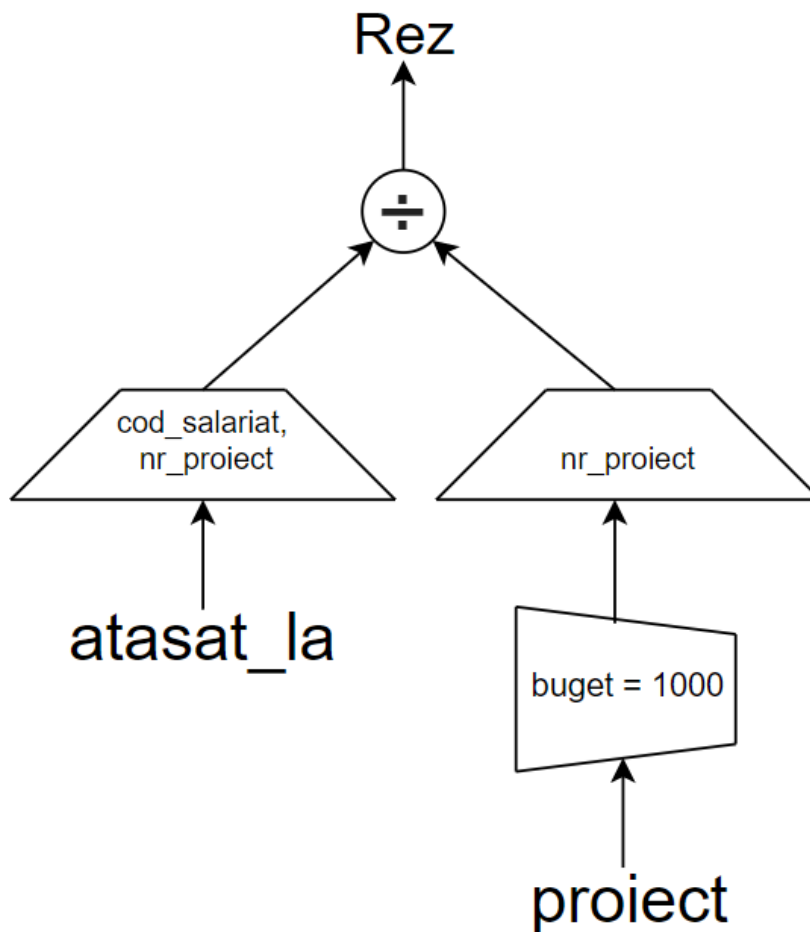 Rez
÷
cod_salariat,
nr_proiect
nr_proiect
atasat_la
buget = 1000
proiect